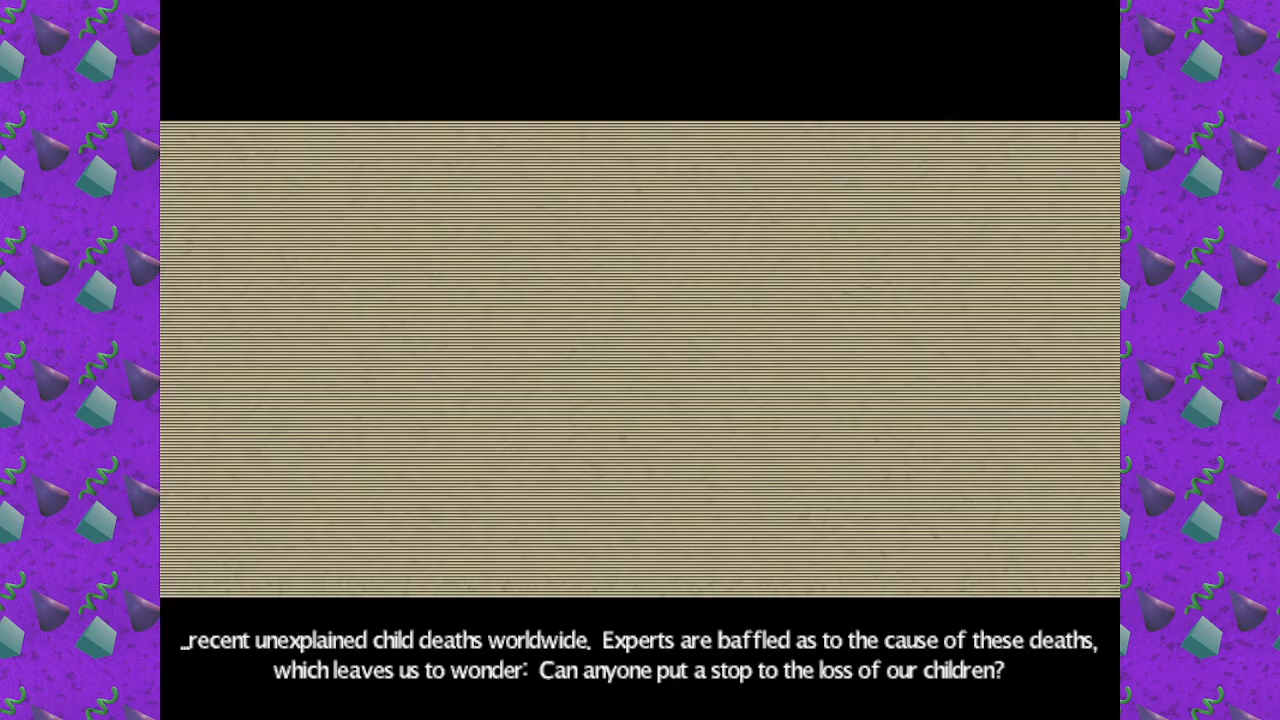 ...recent unexplained child deaths worldwide. Experts are baffled as to the cause of these deaths,
which leaves us to wonder: Can anyone put a stop to the loss of our children?